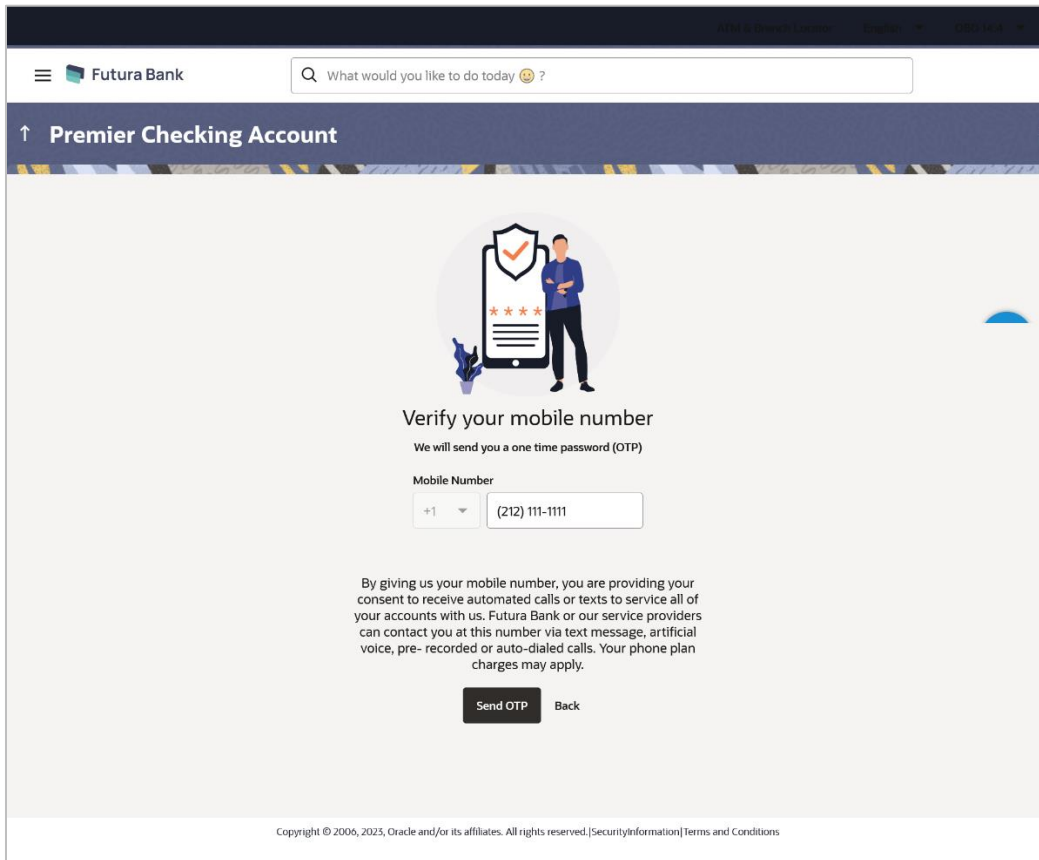 ATM & Branch Locator English
Futura Bank
What would you like to do today 🙂 ?
↑ Premier Checking Account
* * * *
Verify your mobile number
We will send you a one time password (OTP)
Mobile Number
+1 (212) 111-1111
By giving us your mobile number, you are providing your
consent to receive automated calls or texts to service all of
your accounts with us. Futura Bank or our service providers
can contact you at this number via text message, artificial
voice, pre- recorded or auto-dialed calls. Your phone plan
charges may apply.
Send OTP Back
Copyright © 2006, 2023, Oracle and/or its affiliates. All rights reserved.|SecurityInformation|Terms and Conditions